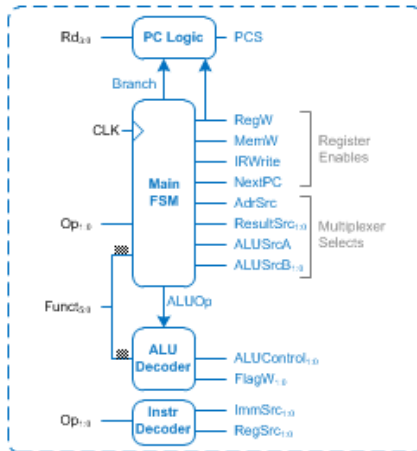 Rd3:0
PC Logic
PCS
Branch
CLK
Main
FSM
RegW
MemW
IRWrite
NextPC
Register
Enables
AdrSrc
ResultSrc1:0
ALUSrcA
ALUSrcB1:0
Multiplexer
Selects
Op1:0
Funct5:0
ALUOp
ALU
Decoder
ALUControl1:0
FlagW1:0
Op1:0
Instr
Decoder
ImmSrc1:0
RegSrc1:0